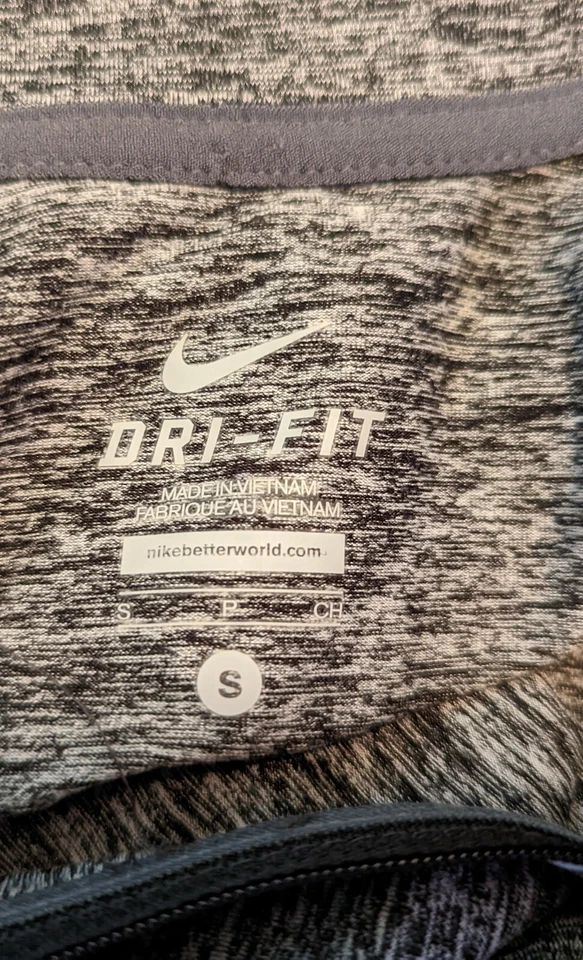 DRI-FIT
MADE IN VIETNAM
FABRIQUE AU VIETNAM
nikebetterworld.com
S P CH
S